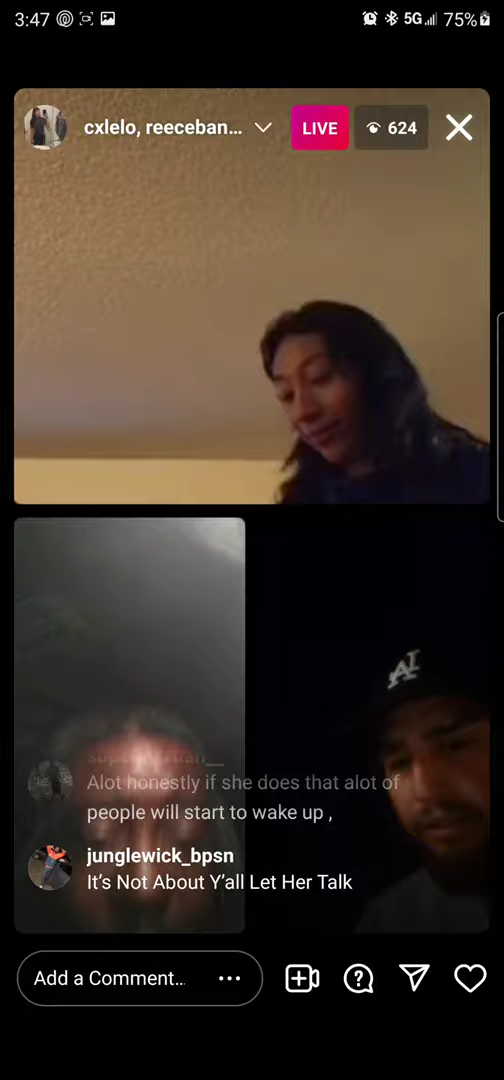 3:47 5G 75%
cxlelo, reeceban... LIVE 624
Alot honestly if she does that alot of
people will start to wake up ,
junglewick_bpsn
It's Not About Y'all Let Her Talk
Add a Comment...